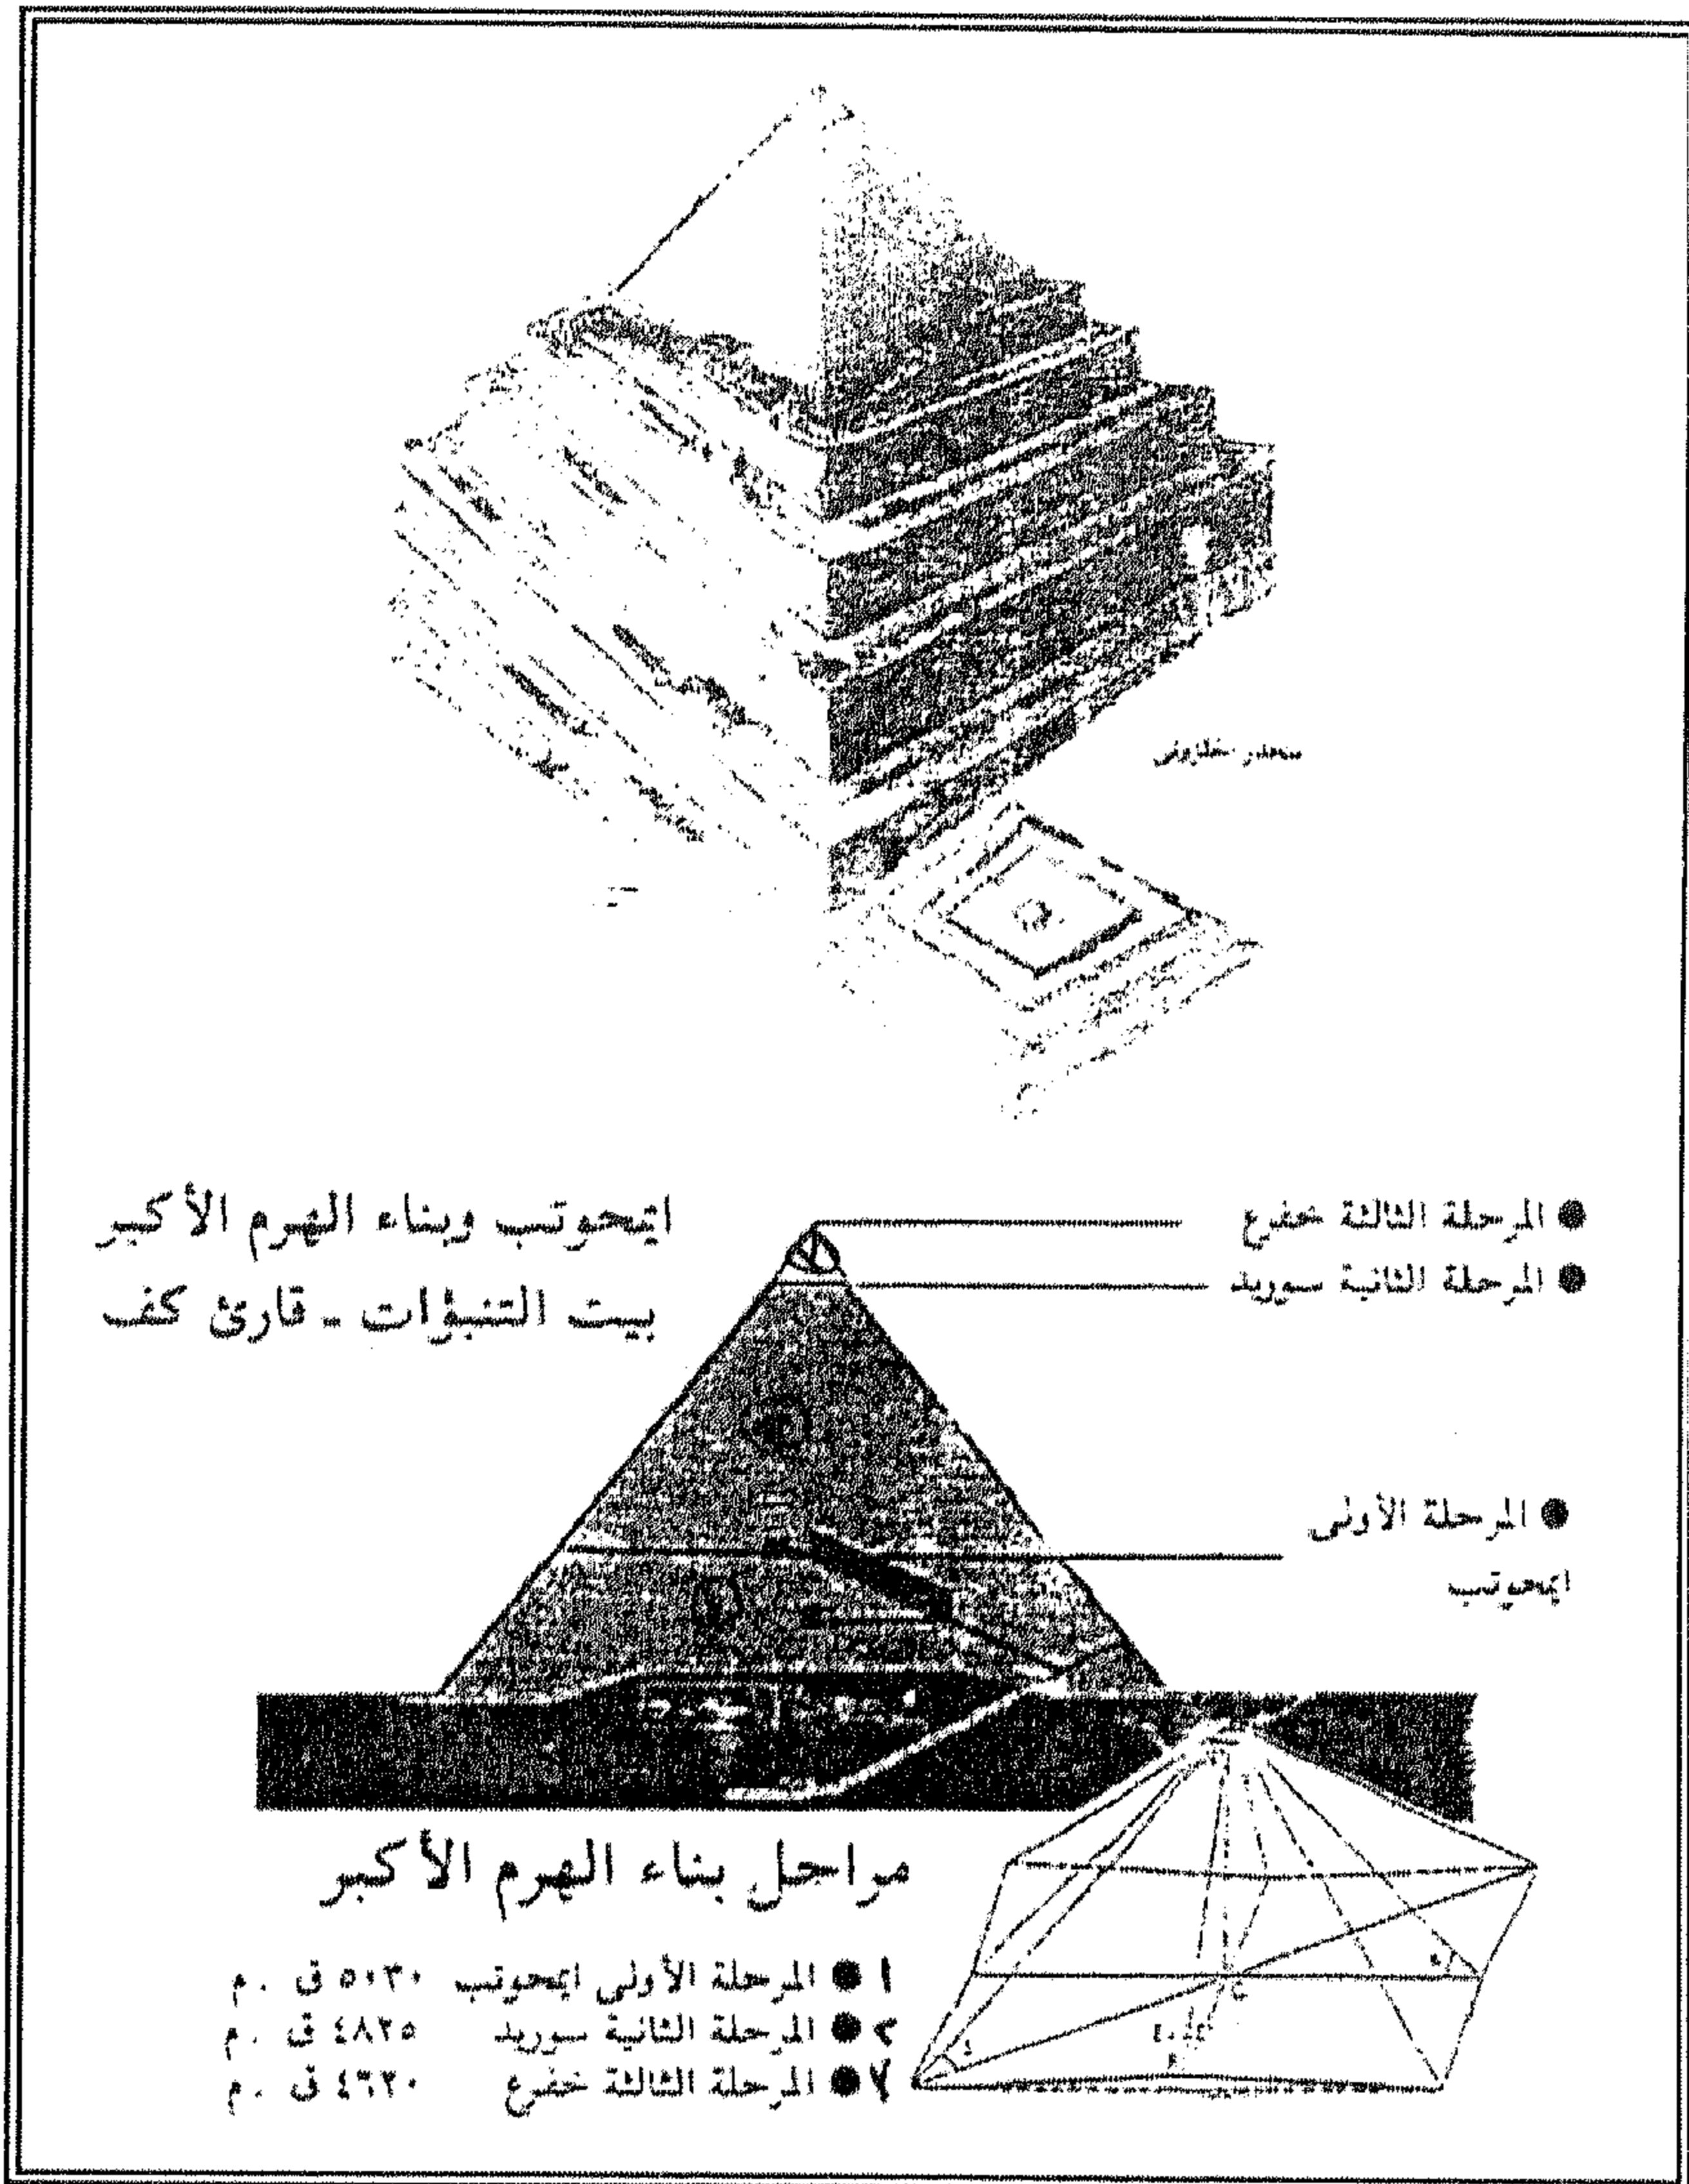 ● المرحلة الثالثة خفرع
● المرحلة الثانية سوريد
ايمحوتب وبناء الهرم الأكبر
بيت التنبؤات - قارئ كف
● المرحلة الأولى
ايمحوتب
مراحل بناء الهرم الأكبر
١ ● المرحلة الأولى ايمحوتب ٥٠٣٠ ق . م
٢ ● المرحلة الثانية سوريد ٤٨٢٥ ق . م
٧ ● المرحلة الثالثة خفرع ٤٦٢٠ ق . م